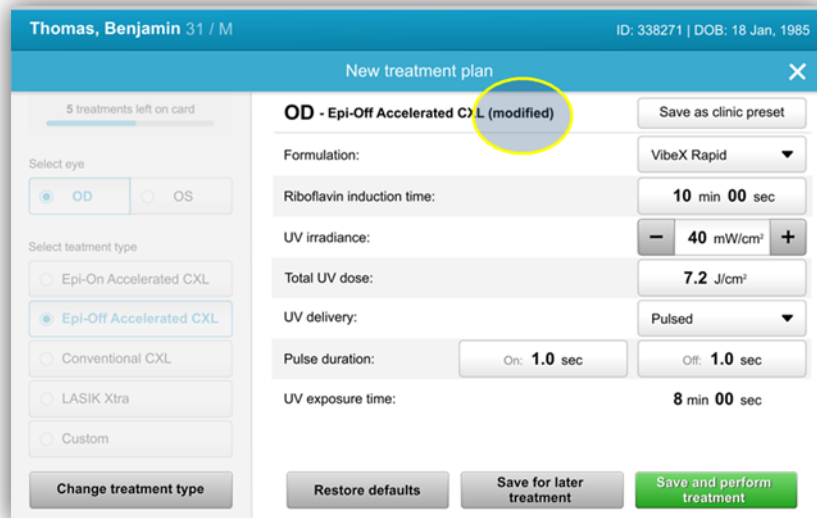 Thomas, Benjamin 31 / M
ID: 338271 | DOB: 18 Jan, 1985
New treatment plan
5 treatments left on card
Select eye
OD
OS
Select teatment type
Epi-On Accelerated CXL
Epi-Off Accelerated CXL
Conventional CXL
LASIK Xtra
Custom
Change treatment type
OD - Epi-Off Accelerated CXL (modified)
Save as clinic preset
Formulation: VibeX Rapid
Riboflavin induction time: 10 min 00 sec
UV irradiance: − 40 mW/cm² +
Total UV dose: 7.2 J/cm²
UV delivery: Pulsed
Pulse duration: On: 1.0 sec Off: 1.0 sec
UV exposure time: 8 min 00 sec
Restore defaults
Save for later
treatment
Save and perform
treatment